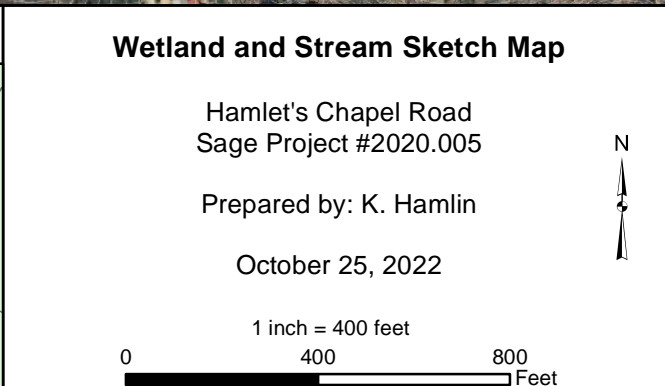 Wetland and Stream Sketch Map
Hamlet's Chapel Road
Sage Project #2020.005
N
Prepared by: K. Hamlin
October 25, 2022
1 inch = 400 feet
0 400 800
Feet